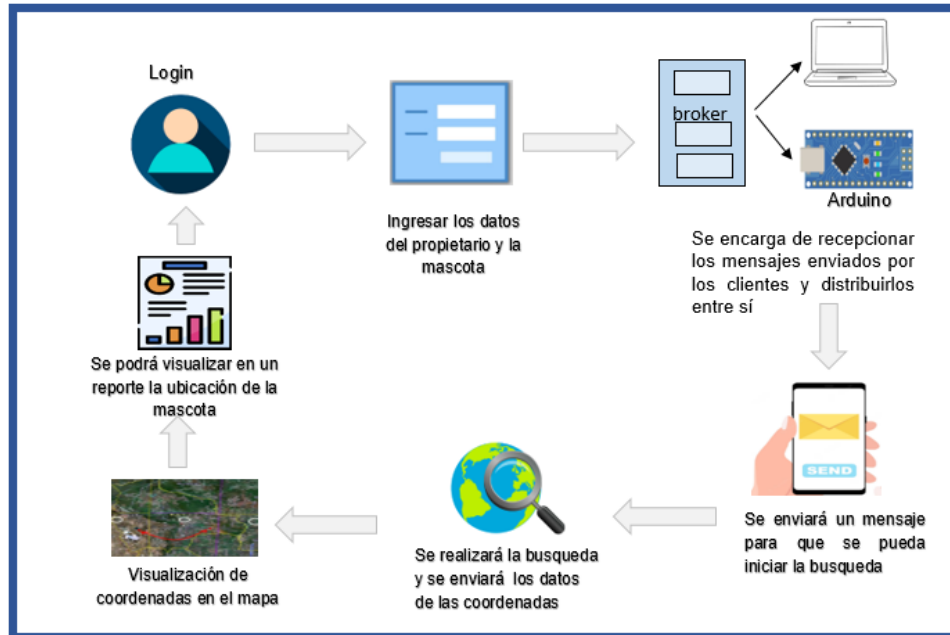 Login
Ingresar los datos
del propietario y la
mascota
broker
Arduino
Se encarga de recepcionar
los mensajes enviados por
los clientes y distribuirlos
entre sí
SEND
Se enviará un mensaje
para que se pueda
iniciar la busqueda
Se realizará la busqueda
y se enviará los datos
de las coordenadas
Visualización de
coordenadas en el mapa
Se podrá visualizar en un
reporte la ubicación de la
mascota